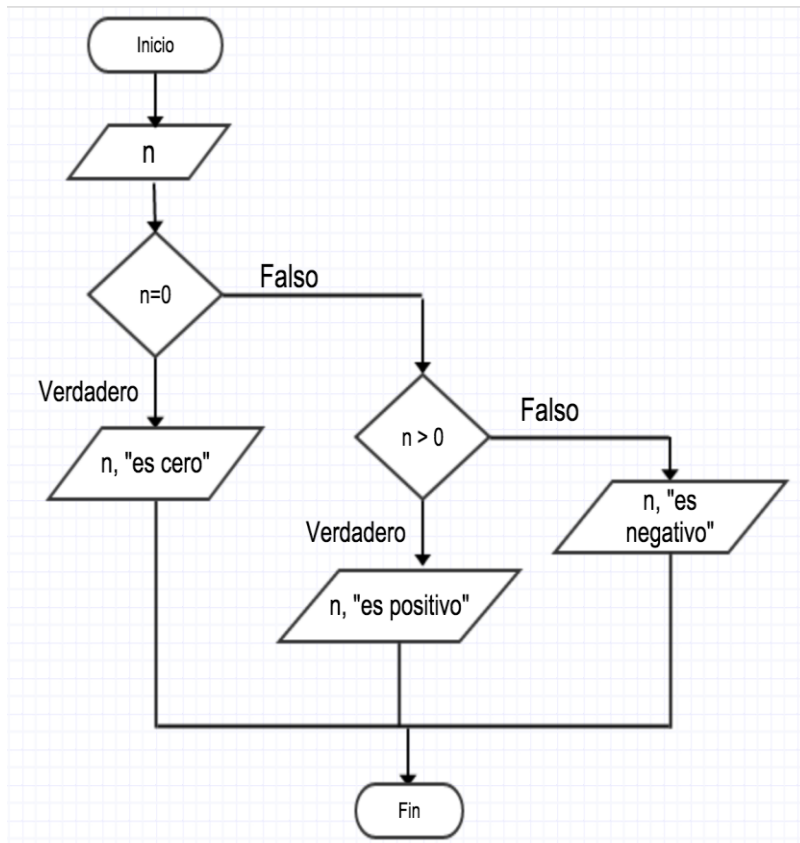 Inicio
n
n=0
Falso
Verdadero
n, "es cero"
n > 0
Falso
Verdadero
n, "es
negativo"
n, "es positivo"
Fin